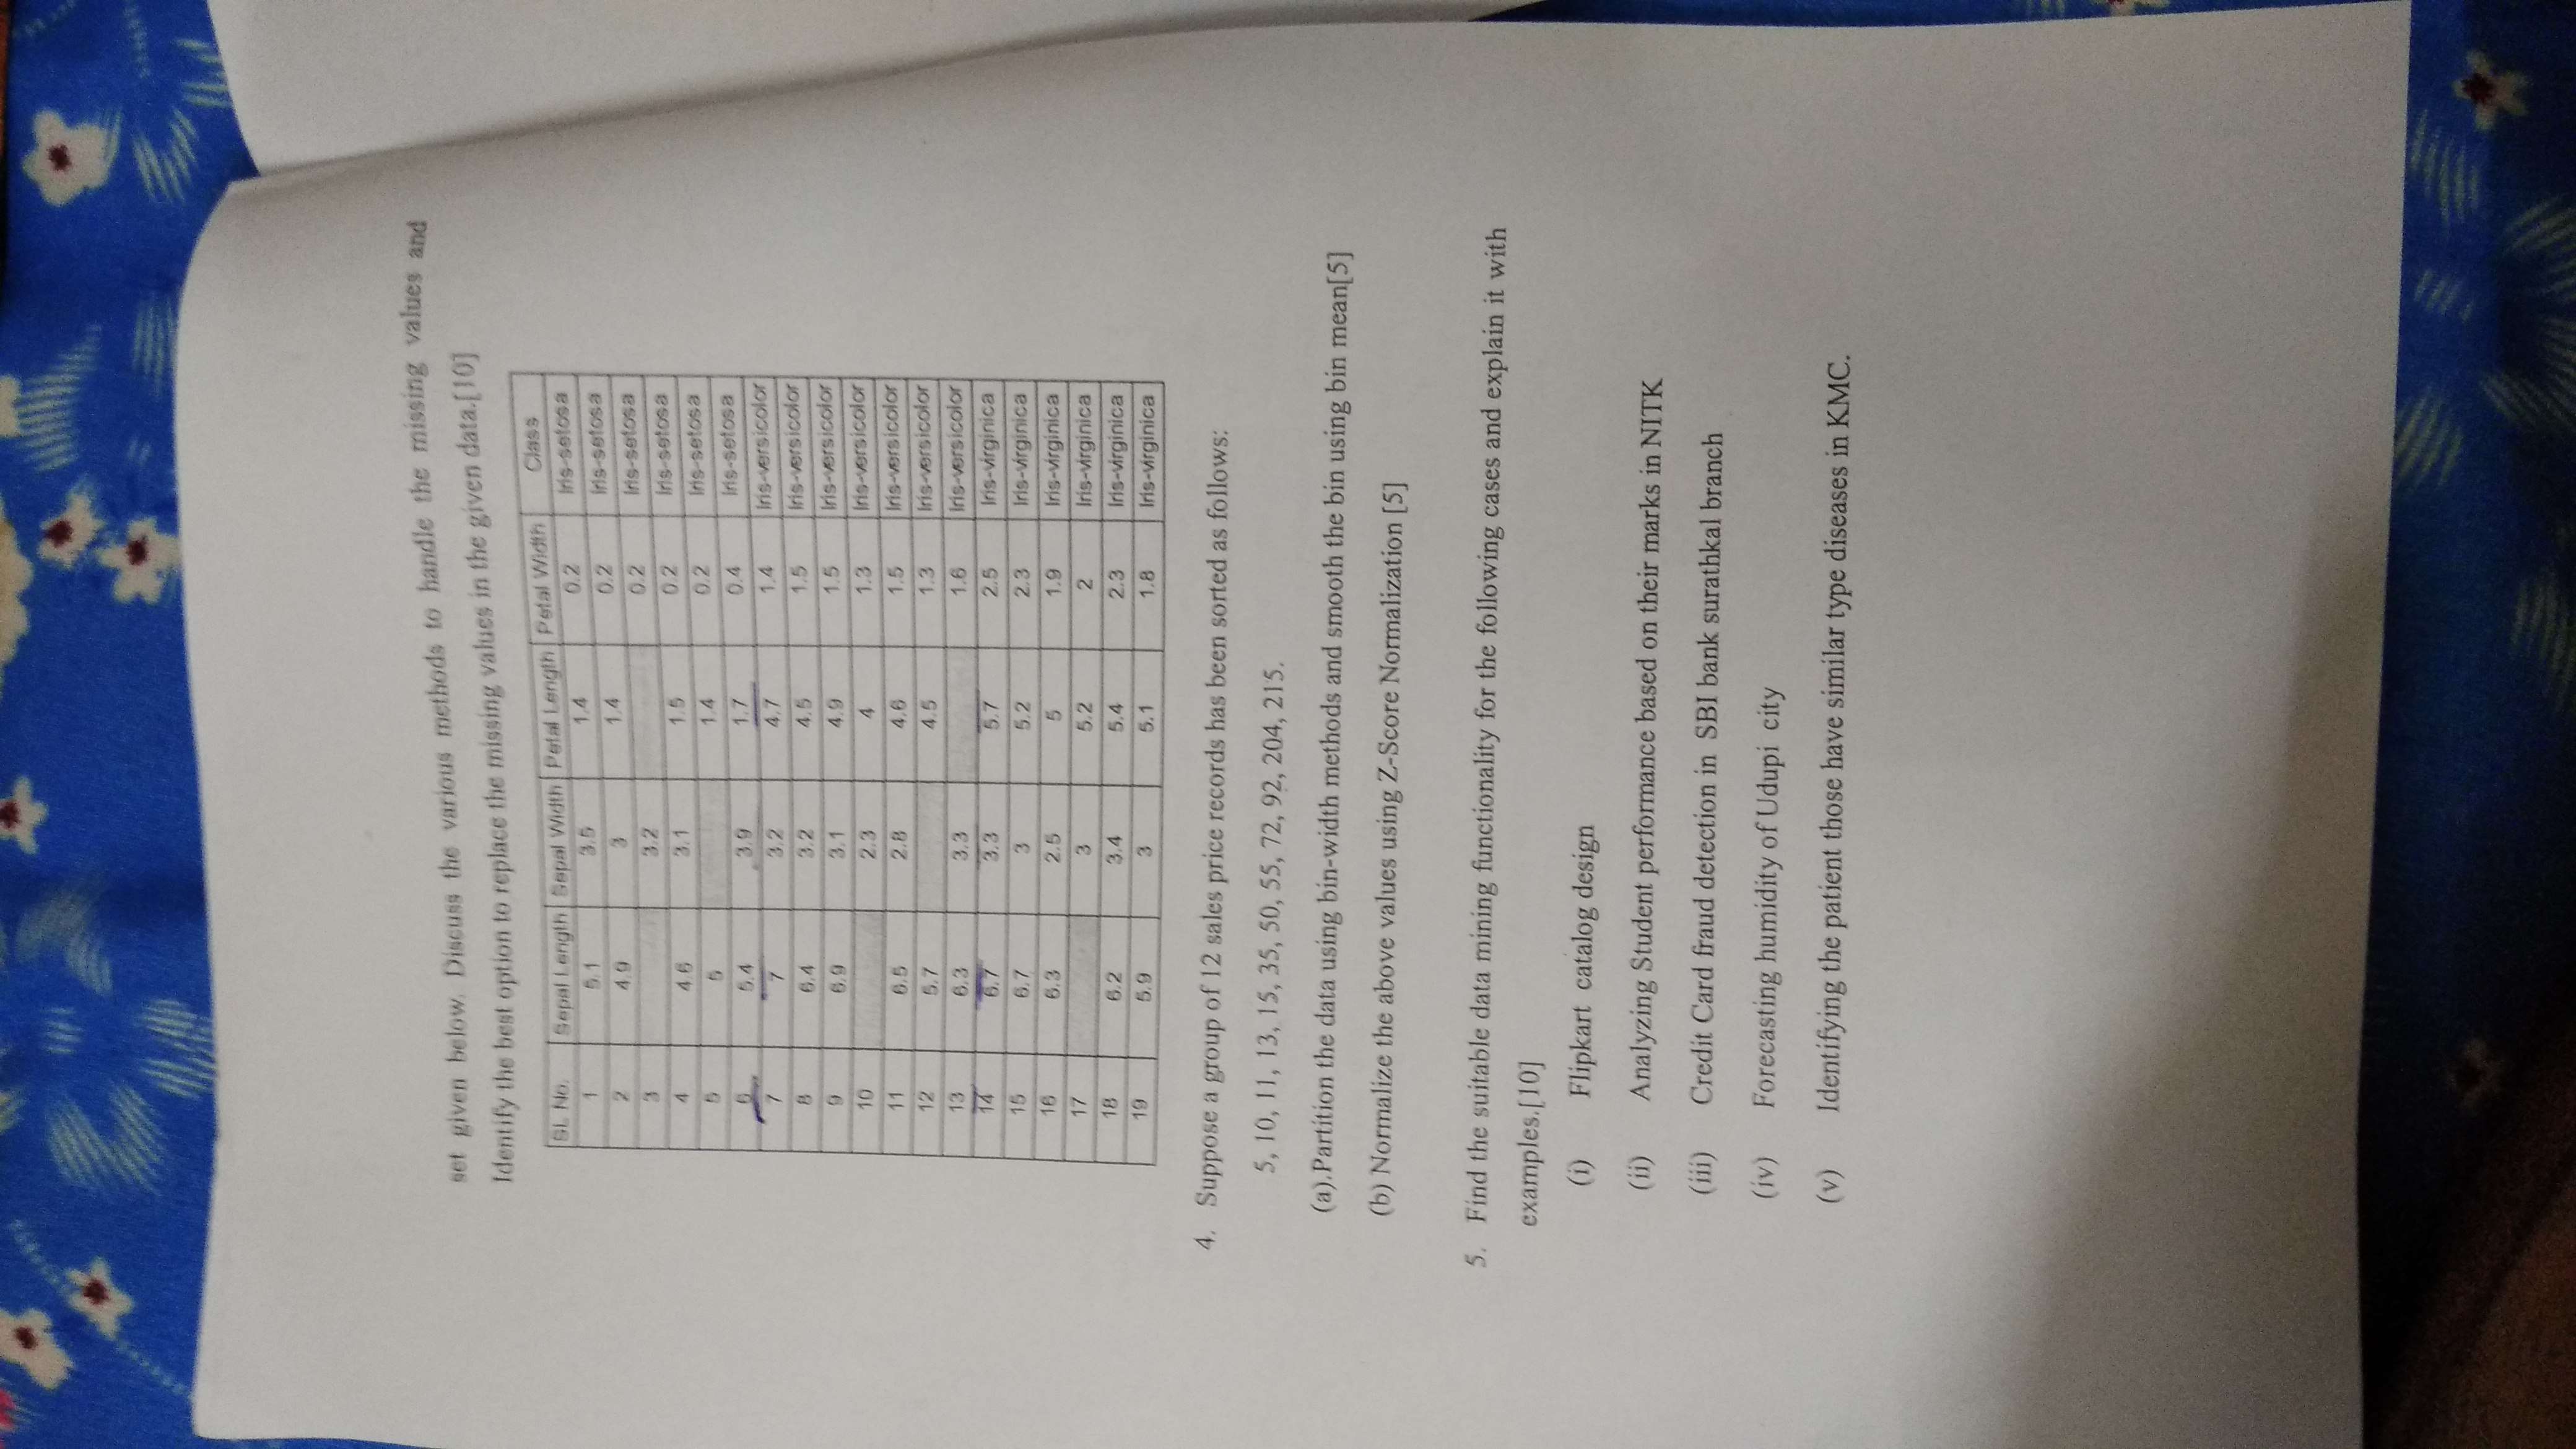 set given below. Discuss the various methods to handle the missing values and
Identify the best option to replace the missing values in the given data.[10]
SL No. Sepal Length Sepal Width Petal Length Petal Width Class
1 5.1 3.5 1.4 0.2 Iris-setosa
2 4.9 3 1.4 0.2 Iris-setosa
3 3.2 0.2 Iris-setosa
4 4.6 3.1 1.5 0.2 Iris-setosa
5 5 1.4 0.2 Iris-setosa
6 5.4 3.9 1.7 0.4 Iris-setosa
7 7 3.2 4.7 1.4 Iris-versicolor
8 6.4 3.2 4.5 1.5 Iris-versicolor
9 6.9 3.1 4.9 1.5 Iris-versicolor
10 2.3 4 1.3 Iris-versicolor
11 6.5 2.8 4.6 1.5 Iris-versicolor
12 5.7 4.5 1.3 Iris-versicolor
13 6.3 3.3 1.6 Iris-versicolor
14 6.7 3.3 5.7 2.5 Iris-virginica
15 6.7 3 5.2 2.3 Iris-virginica
16 6.3 2.5 5 1.9 Iris-virginica
17 3 5.2 2 Iris-virginica
18 6.2 3.4 5.4 2.3 Iris-virginica
19 5.9 3 5.1 1.8 Iris-virginica
4. Suppose a group of 12 sales price records has been sorted as follows:
5, 10, 11, 13, 15, 35, 50, 55, 72, 92, 204, 215.
(a).Partition the data using bin-width methods and smooth the bin using bin mean[5]
(b) Normalize the above values using Z-Score Normalization [5]
5. Find the suitable data mining functionality for the following cases and explain it with
examples.[10]
(i) Flipkart catalog design
(ii) Analyzing Student performance based on their marks in NITK
(iii) Credit Card fraud detection in SBI bank surathkal branch
(iv) Forecasting humidity of Udupi city
(v) Identifying the patient those have similar type diseases in KMC.